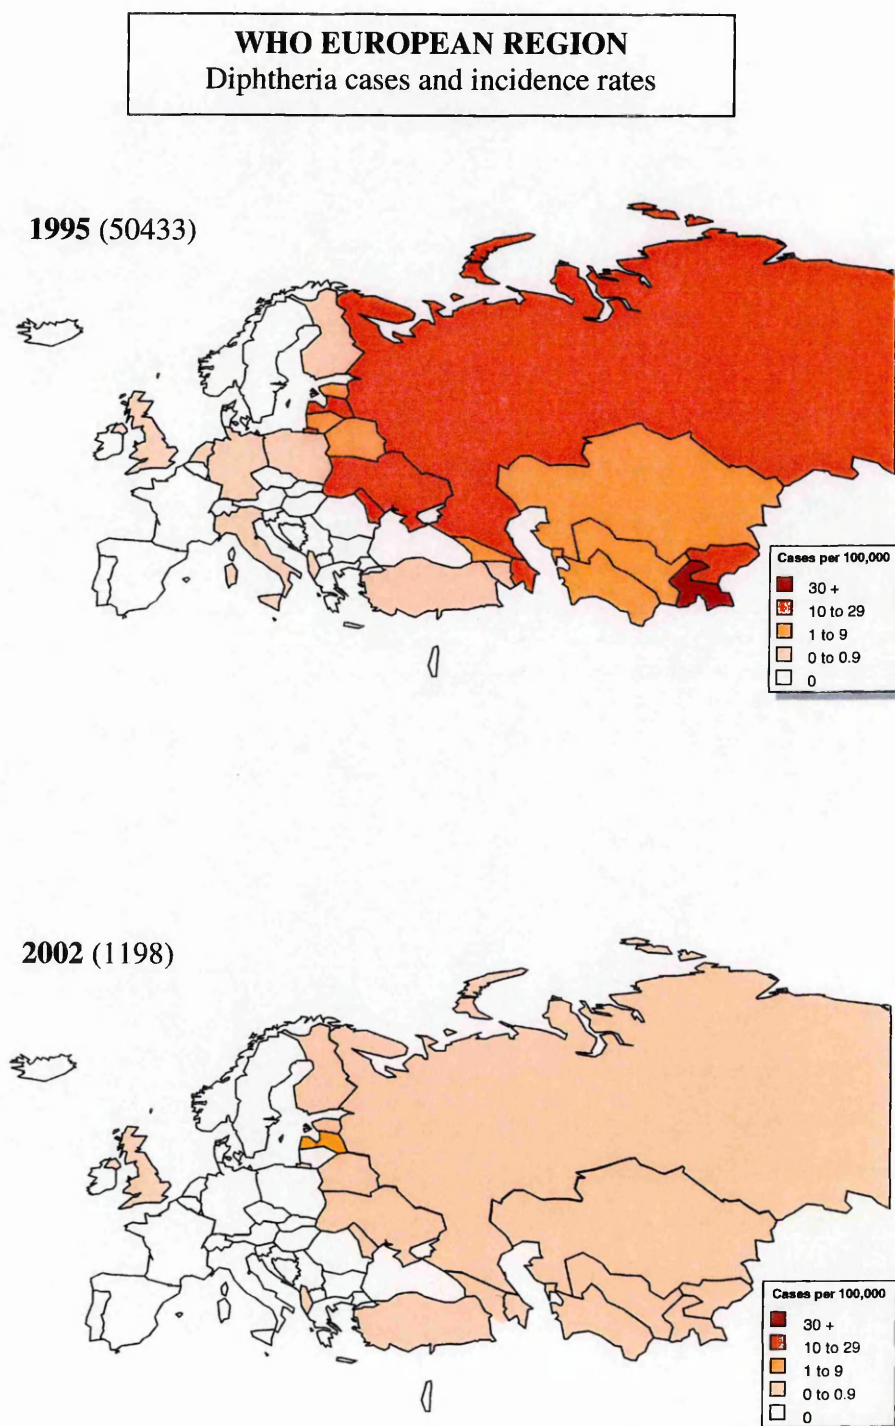 WHO EUROPEAN REGION
Diphtheria cases and incidence rates
1995 (50433)
Cases per 100,000
30 +
10 to 29
1 to 9
0 to 0.9
0
2002 (1198)
Cases per 100,000
30 +
10 to 29
1 to 9
0 to 0.9
0